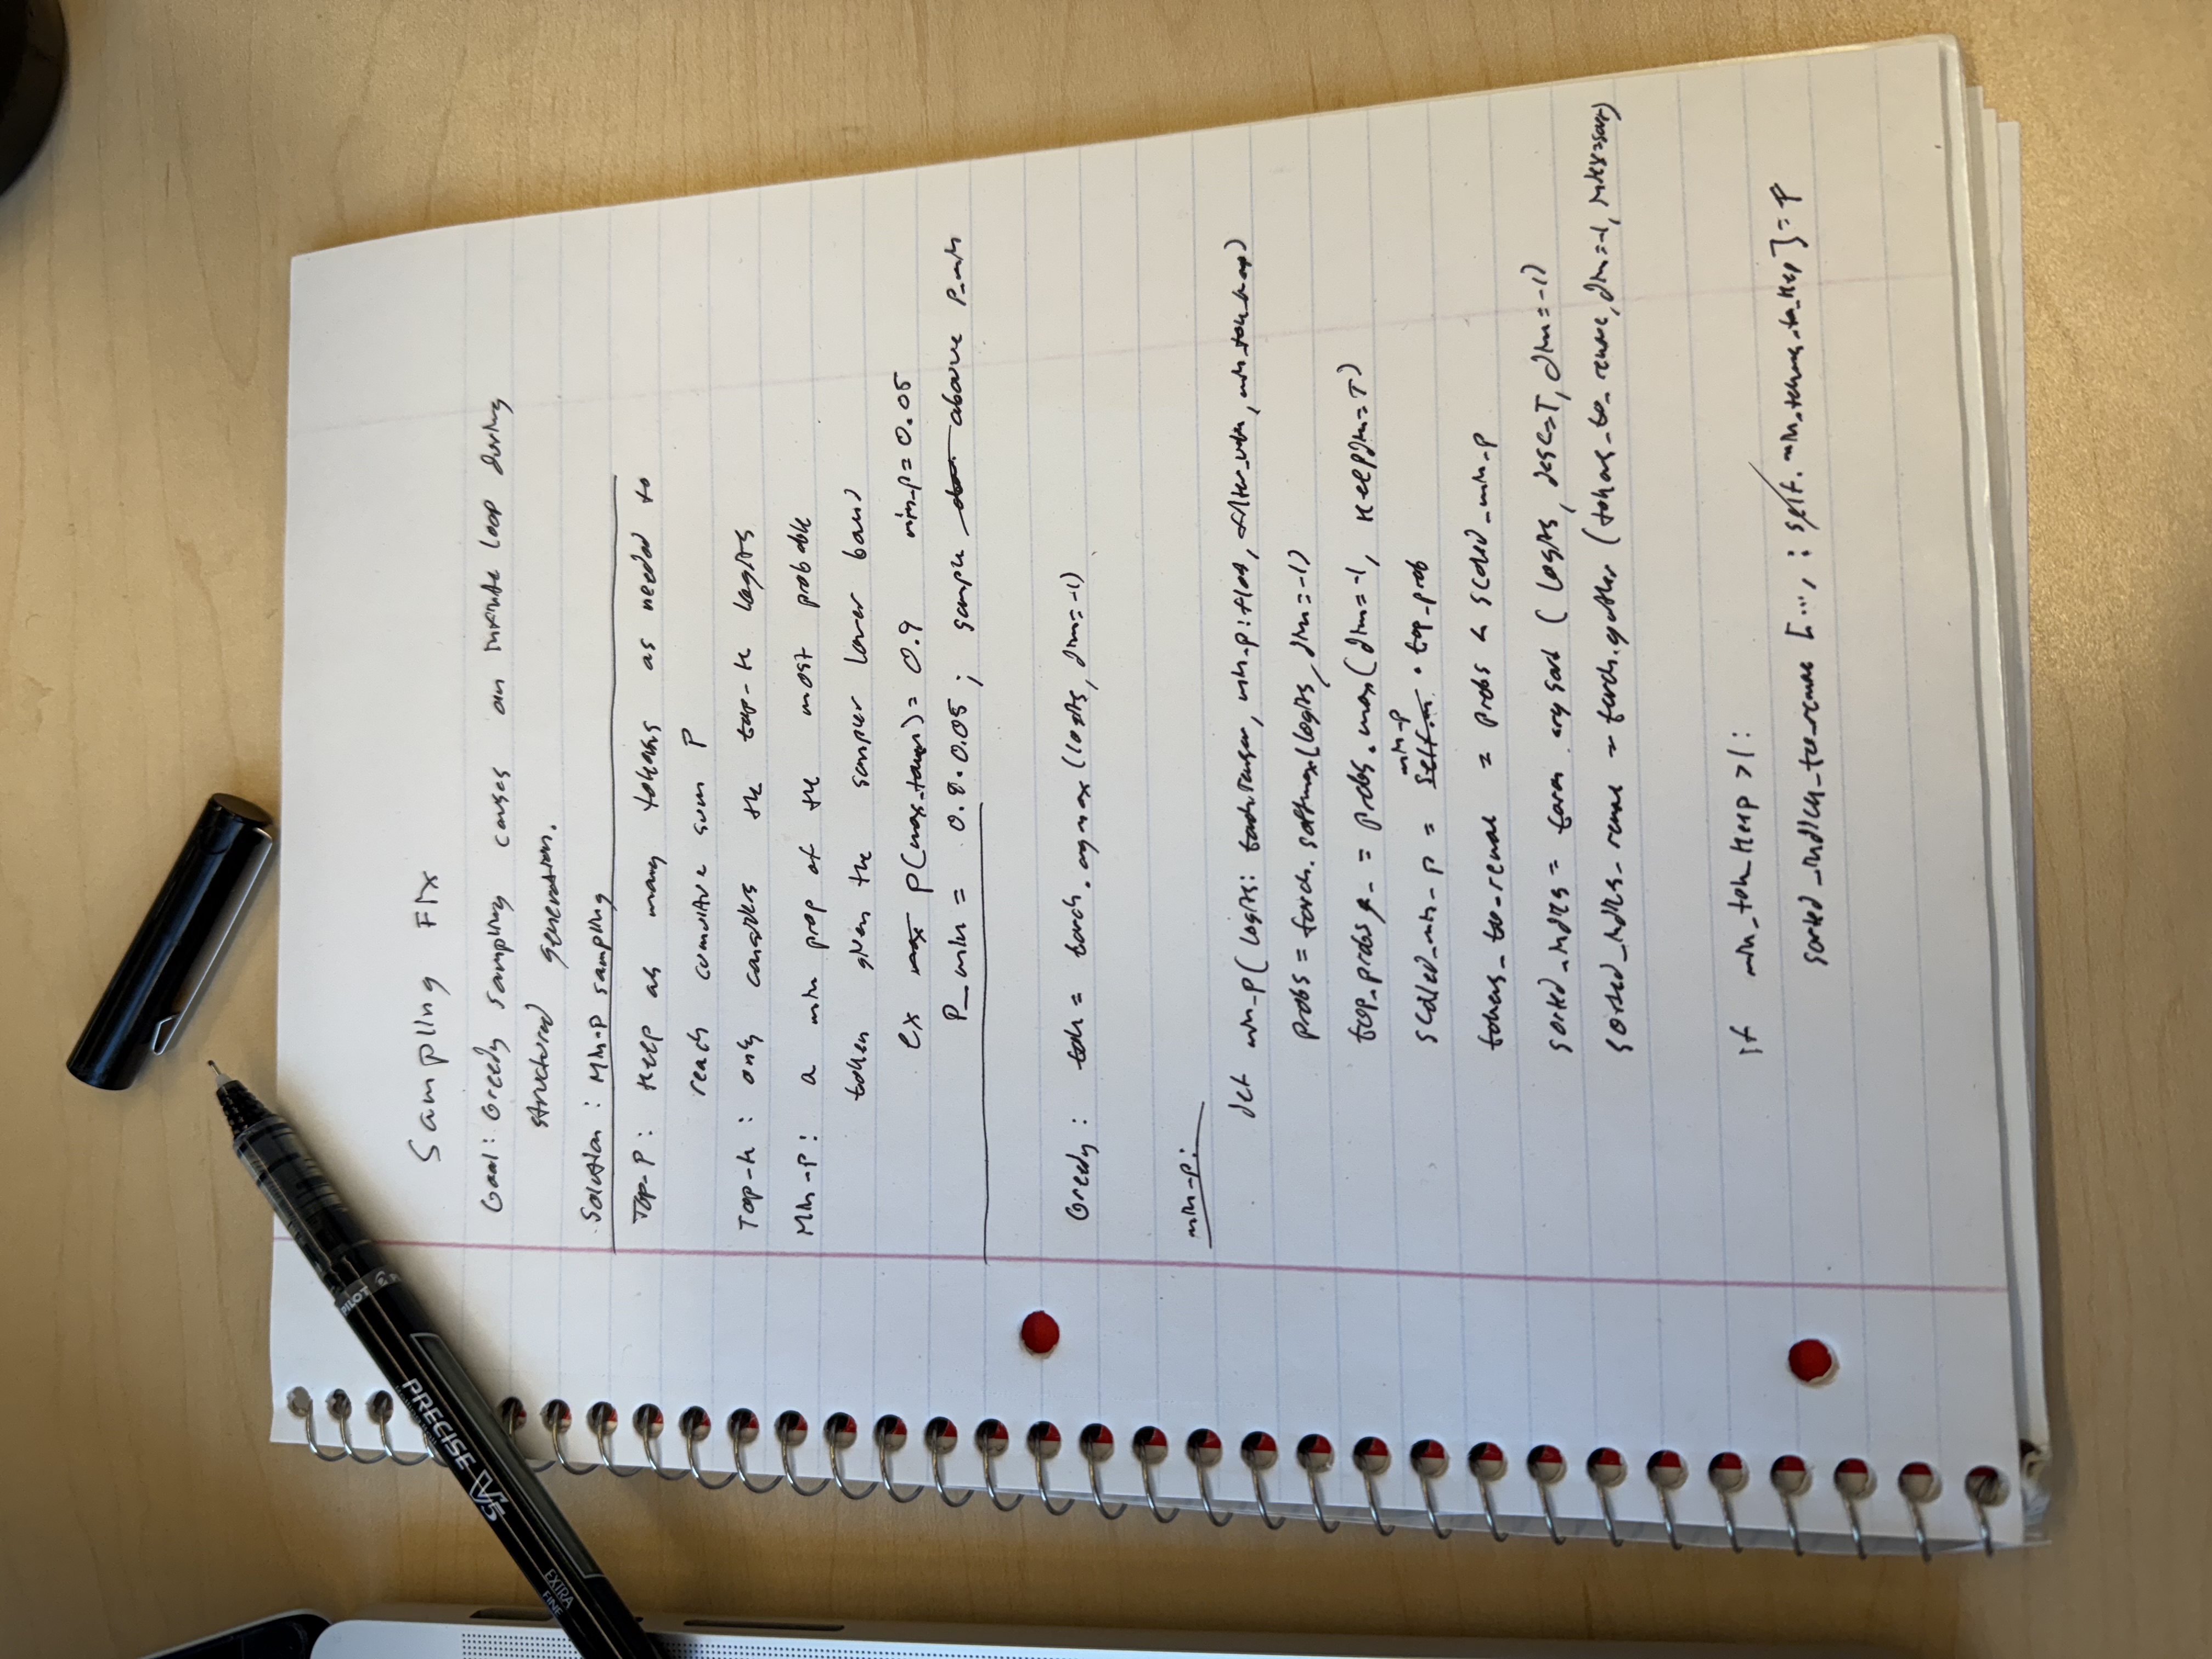 PILOT
PRECISE V5
EXTRA
FINE
Sampling Fix
Goal: Greedy sampling causes an infinite loop during
structured generation.
Solution: Min-P sampling
Top-P: Keep as many tokens as needed to
reach cumultive sum P
Top-k: only considers the top-k logits
Min-P: a min prop of the most probable
token given the sampler lower bound
ex max p(max_token)= 0.9 min_p=0.05
P_min = 0.9·0.05; sample above P_min
Greedy: tok = torch.argmax(logits, dim=-1)
min-p:
def min_p(logits: torch.Tensor, min_p: float, filter_value, min_tok_keep)
probs = torch.softmax(logits, dim=-1)
top_probs, _ = probs.max(dim=-1, keepdim=T)
min-p
scaled_min_p = self.m · top_prob
tokens_to_remove = probs < scaled_min_p
sorted_indices = torch.argsort(logits, desc=T, dim=-1)
sorted_indices_remove = torch.gather(tokens_to_remove, dim=-1, index=sort)
if min_tok_keep >1:
sorted_indices_to_remove [..., : self.min_tokens_to_keep] = F